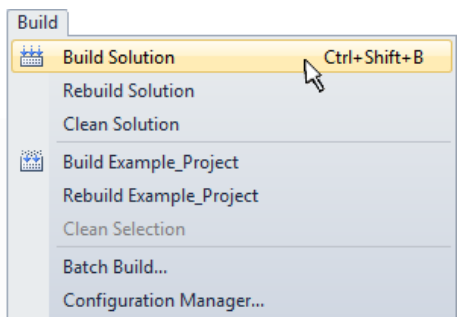 Build
Build Solution Ctrl+Shift+B
Rebuild Solution
Clean Solution
Build Example_Project
Rebuild Example_Project
Clean Selection
Batch Build...
Configuration Manager...